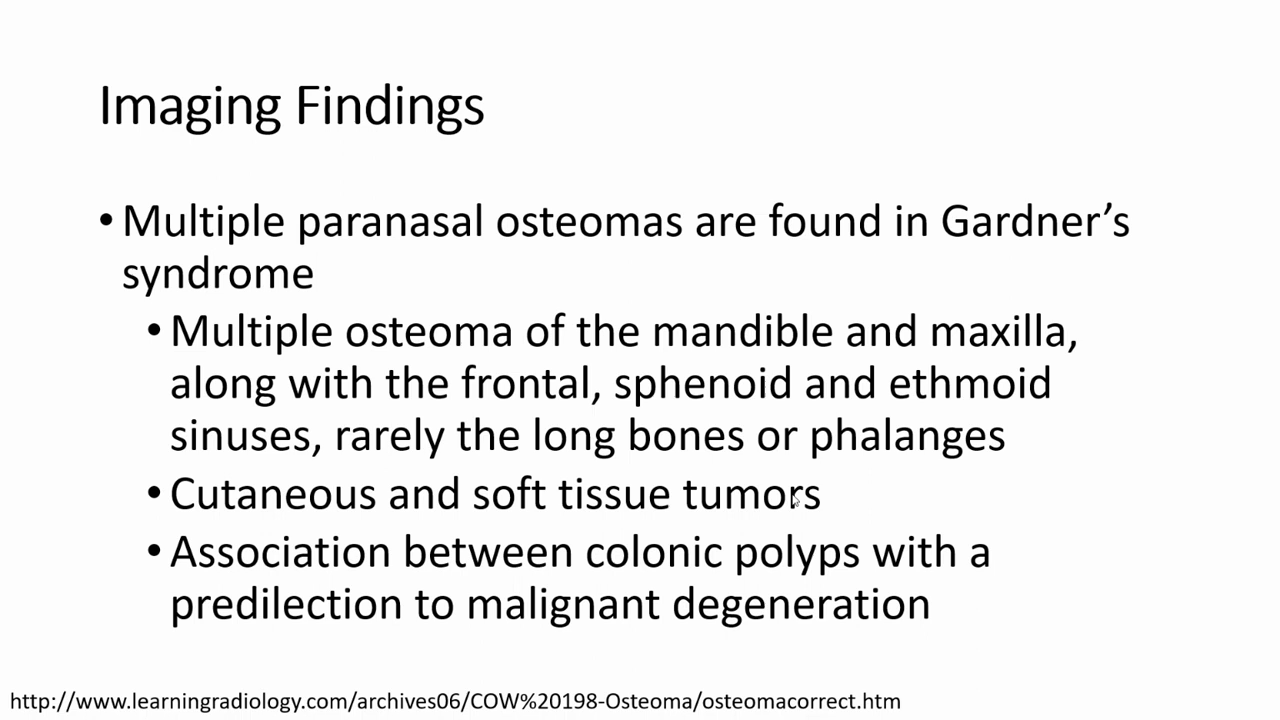 Imaging Findings
• Multiple paranasal osteomas are found in Gardner’s
syndrome
• Multiple osteoma of the mandible and maxilla,
along with the frontal, sphenoid and ethmoid
sinuses, rarely the long bones or phalanges
• Cutaneous and soft tissue tumors
• Association between colonic polyps with a
predilection to malignant degeneration
http://www.learningradiology.com/archives06/COW%20198-Osteoma/osteomacorrect.htm